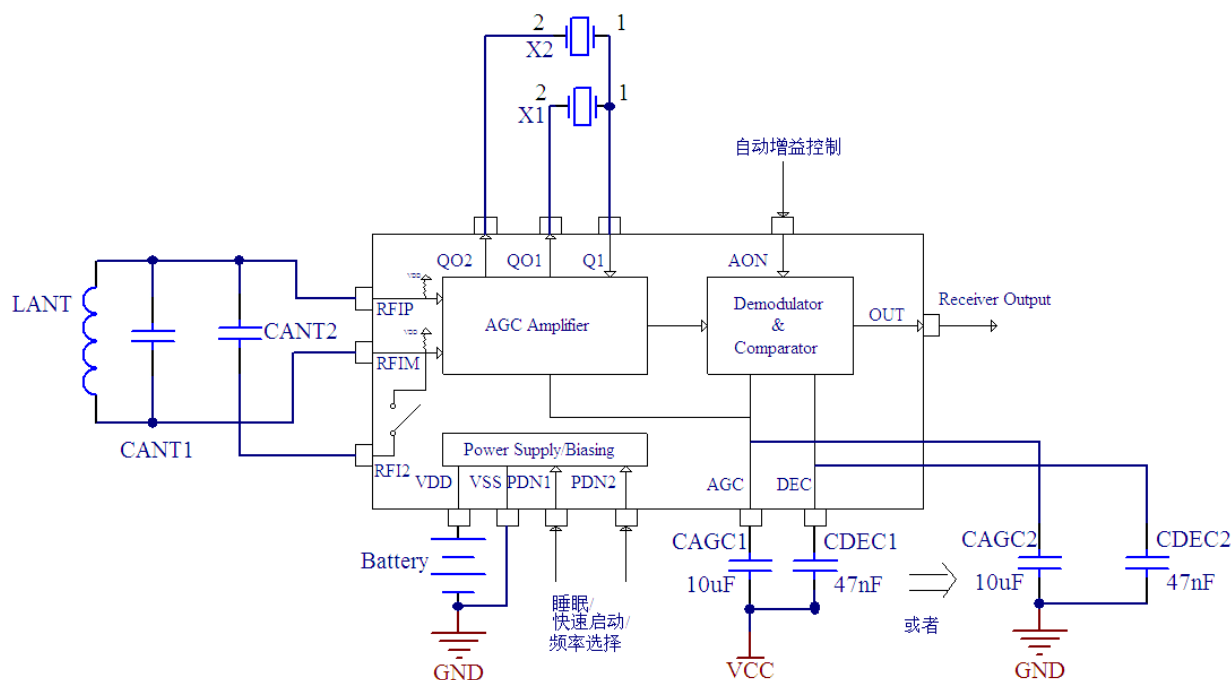 2 1
X2
2 1
X1
自动增益控制
QO2 QO1 Q1 AON
LANT
CANT2
CANT1
VDD
RFIP
VDD
RFIM
RFI2
AGC Amplifier
Demodulator
&
Comparator
OUT
Receiver Output
Power Supply/Biasing
VDD VSS PDN1 PDN2 AGC DEC
Battery
GND
睡眠/
快速启动/
频率选择
CAGC1
10uF
CDEC1
47nF
VCC
或者
CAGC2
10uF
CDEC2
47nF
GND